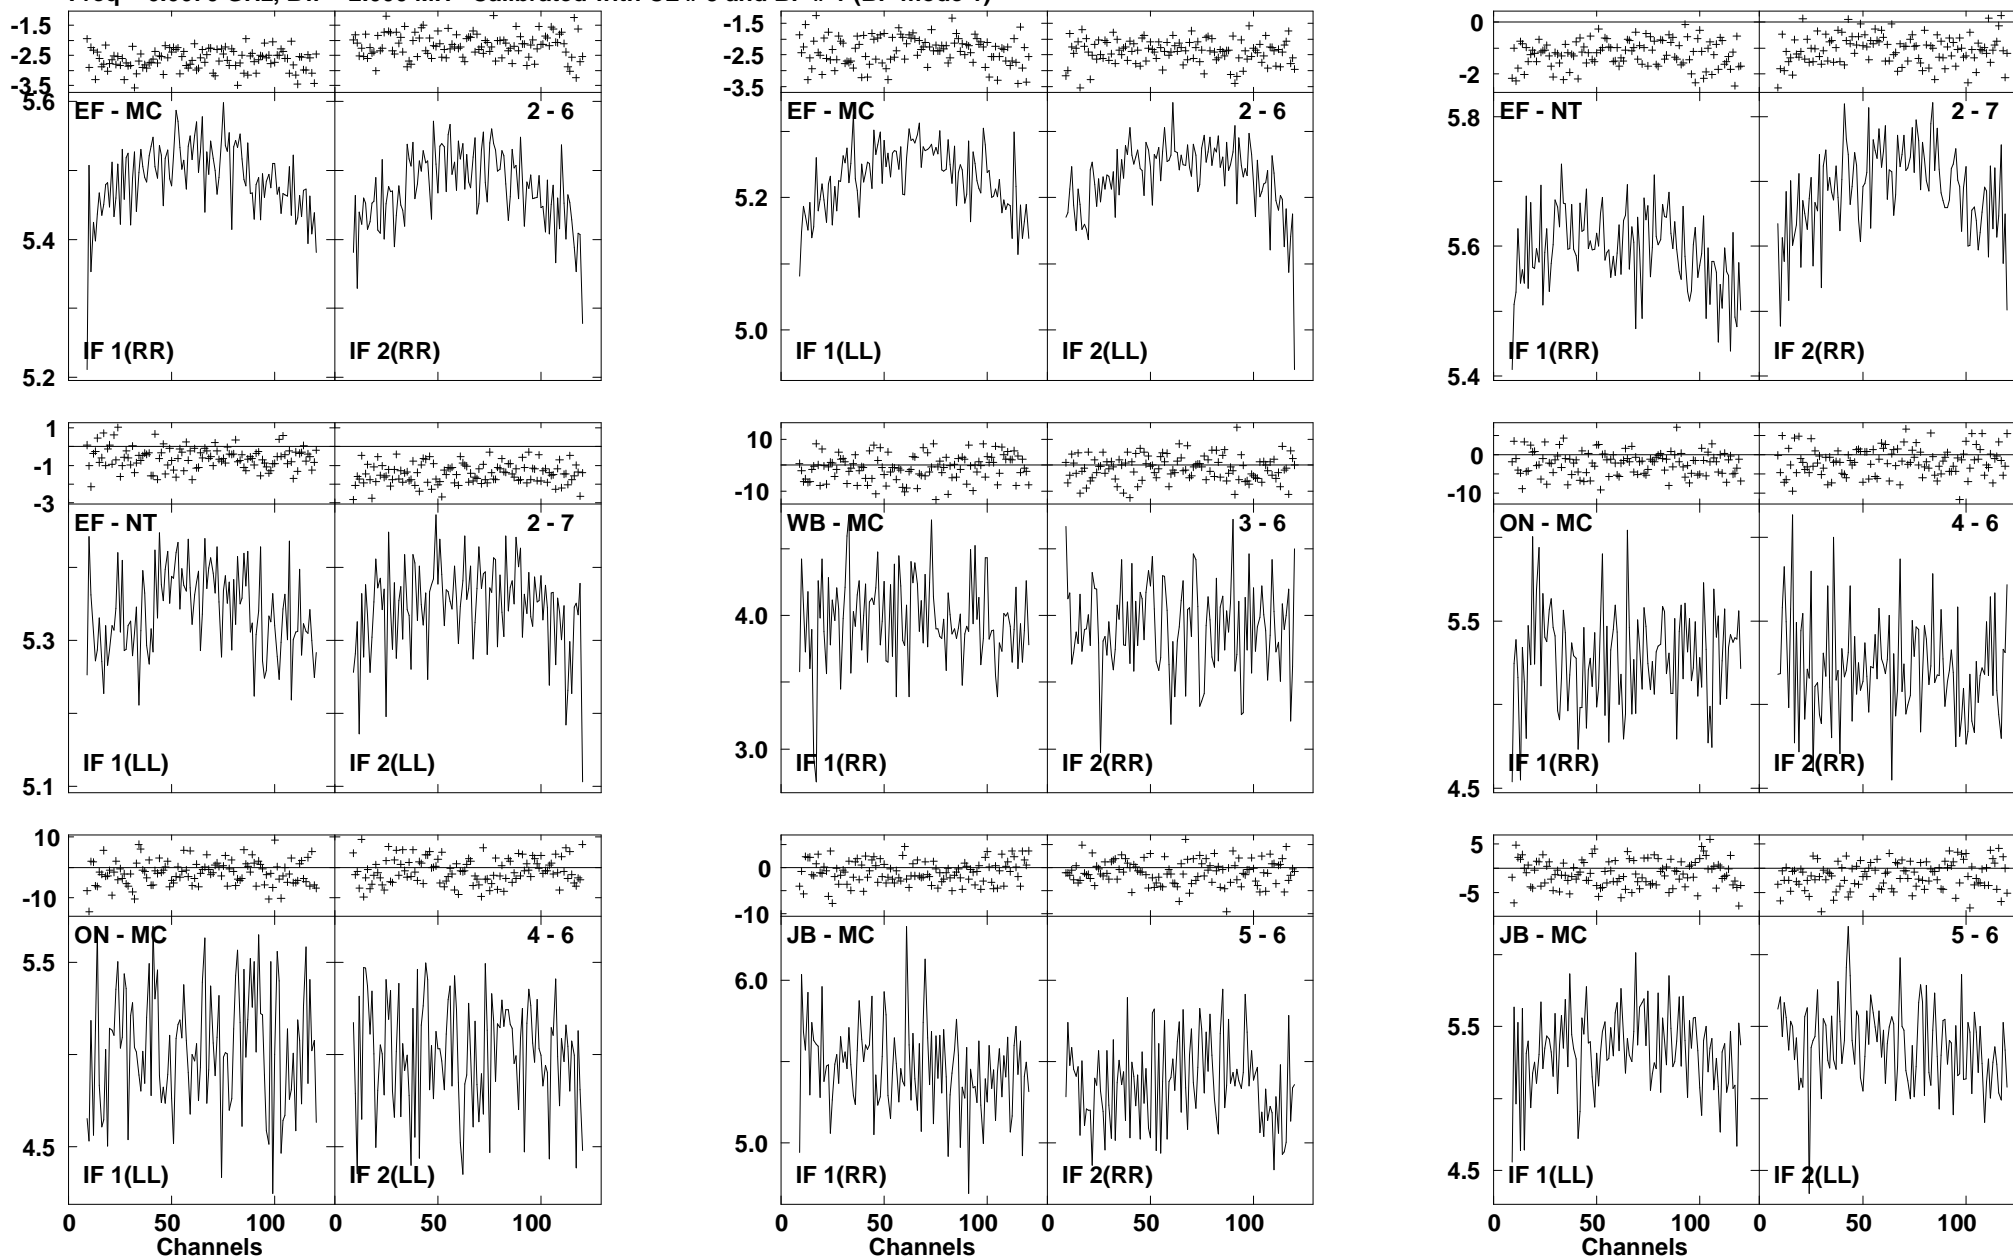 -1.5
-2.5
-3.5
5.6
5.4
5.2
EF - MC 2 - 6
IF 1(RR) IF 2(RR)
-1.5
-2.5
-3.5
5.2
5.0
EF - MC 2 - 6
IF 1(LL) IF 2(LL)
0
-2
5.8
5.6
5.4
EF - NT 2 - 7
IF 1(RR) IF 2(RR)
1
-1
-3
5.3
5.1
EF - NT 2 - 7
IF 1(LL) IF 2(LL)
10
-10
4.0
3.0
WB - MC 3 - 6
IF 1(RR) IF 2(RR)
0
-10
5.5
4.5
ON - MC 4 - 6
IF 1(RR) IF 2(RR)
10
0
-10
5.5
4.5
ON - MC 4 - 6
IF 1(LL) IF 2(LL)
0 50 100 0 50 100
Channels
0
-10
6.0
5.0
JB - MC 5 - 6
IF 1(RR) IF 2(RR)
0 50 100 0 50 100
Channels
5
-5
5.5
4.5
JB - MC 5 - 6
IF 1(LL) IF 2(LL)
0 50 100 0 50 100
Channels